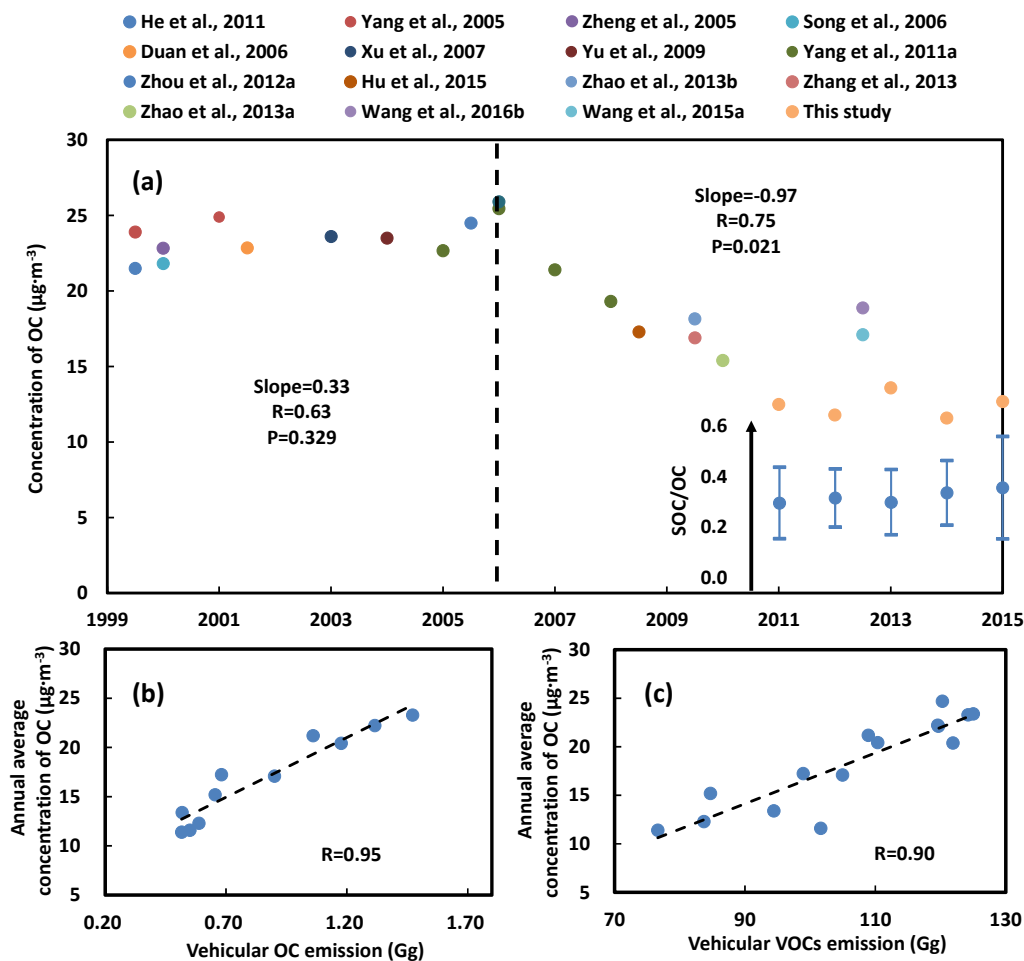 He et al., 2011 Yang et al., 2005 Zheng et al., 2005 Song et al., 2006
Duan et al., 2006 Xu et al., 2007 Yu et al., 2009 Yang et al., 2011a
Zhou et al., 2012a Hu et al., 2015 Zhao et al., 2013b Zhang et al., 2013
Zhao et al., 2013a Wang et al., 2016b Wang et al., 2015a This study
(a)
Concentration of OC (µg·m⁻³)
30
25
20
15
10
5
0
Slope=-0.97
R=0.75
P=0.021
Slope=0.33
R=0.63
P=0.329
SOC/OC
0.6
0.4
0.2
0.0
1999 2001 2003 2005 2007 2009 2011 2013 2015
(b)
Annual average
concentration of OC (µg·m⁻³)
30
25
20
15
10
5
R=0.95
0.20 0.70 1.20 1.70
Vehicular OC emission (Gg)
(c)
Annual average
concentration of OC (µg·m⁻³)
30
25
20
15
10
5
R=0.90
70 90 110 130
Vehicular VOCs emission (Gg)